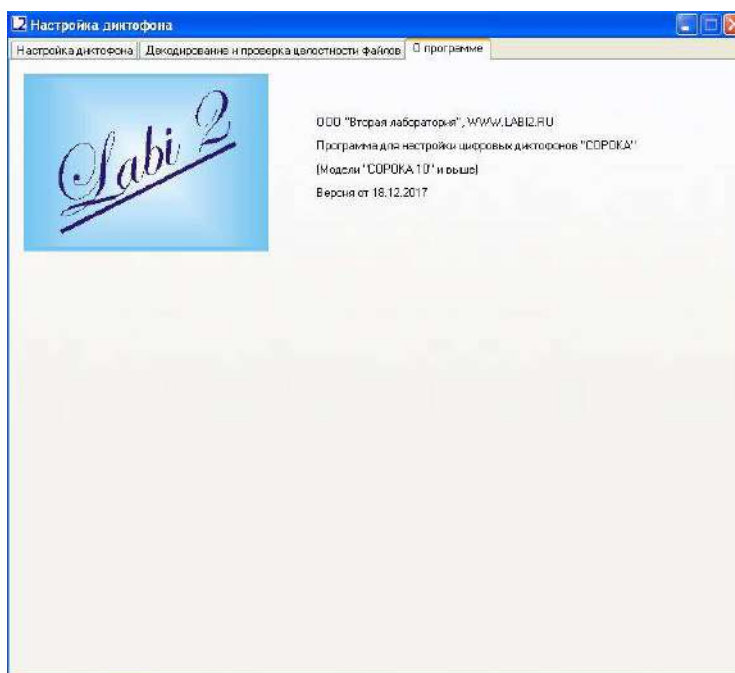 Настройка диктофона
Настройка диктофона Декодирование и проверка целостности файлов О программе
Labi 2
ООО "Вторая лаборатория", WWW.LABI2.RU
Программа для настройки цифровых диктофонов "СОРОКА"
(Модели "СОРОКА 10" и выше)
Версия от 18.12.2017